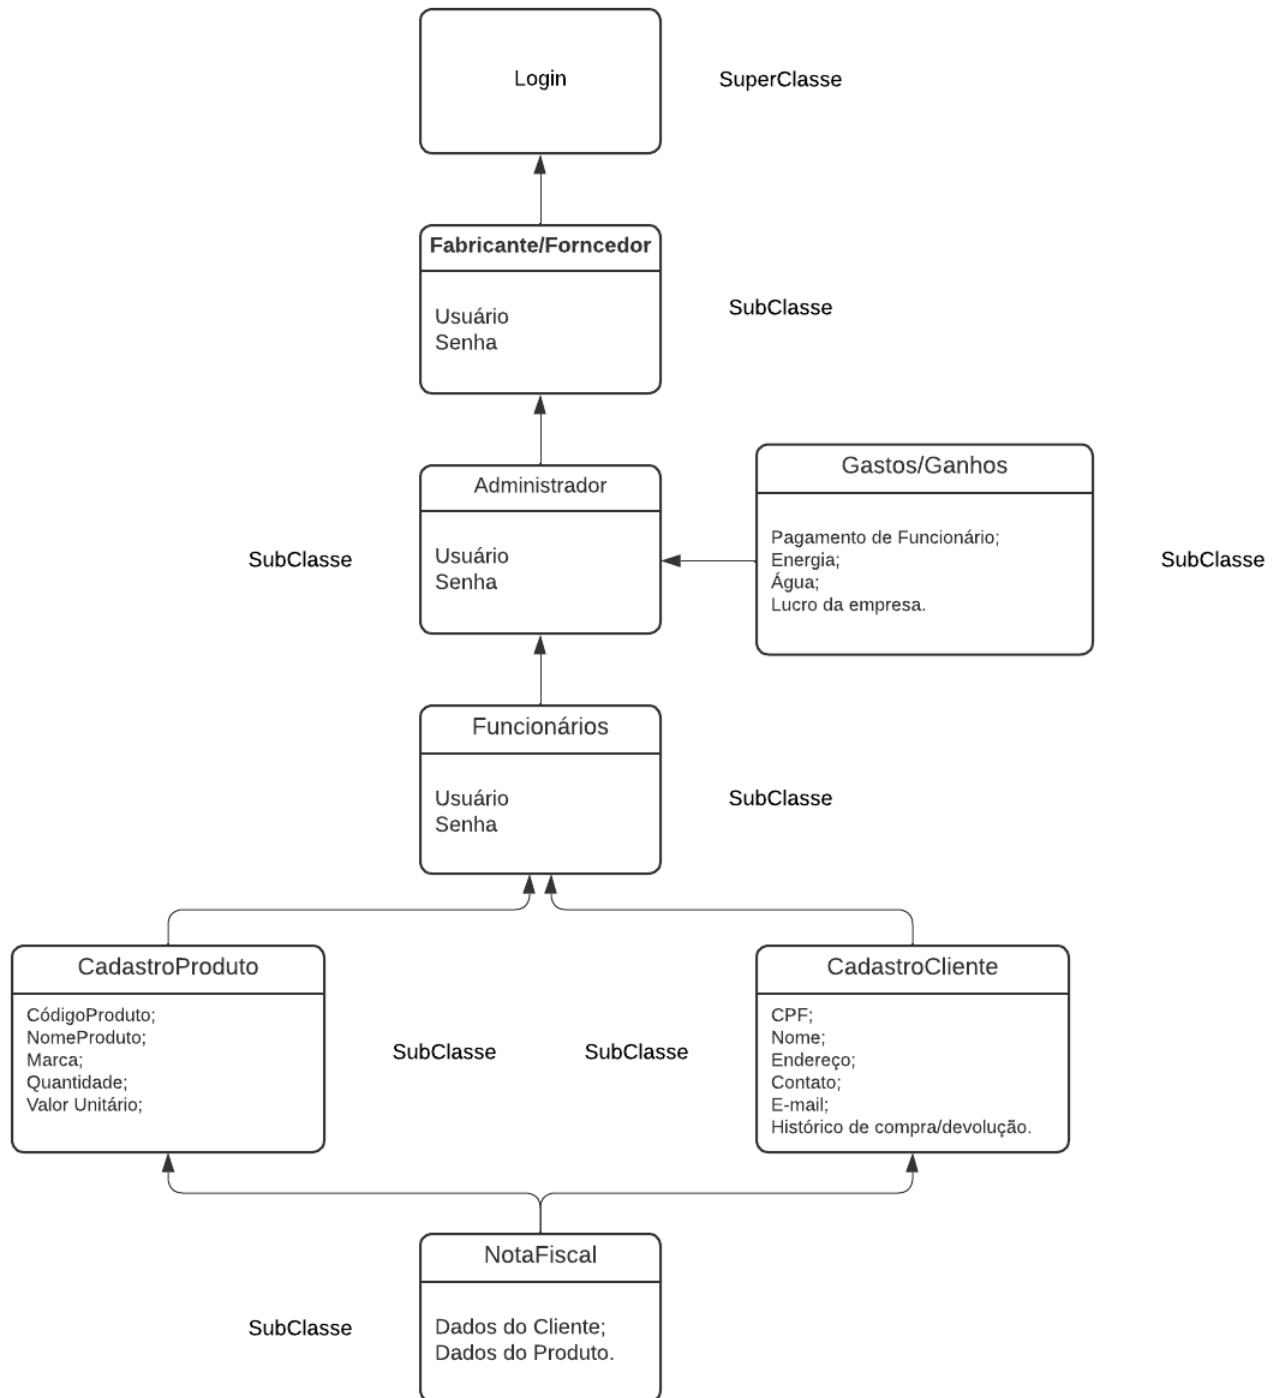 Login
SuperClasse
Fabricante/Forncedor
Usuário
Senha
SubClasse
Administrador
Usuário
Senha
SubClasse
Gastos/Ganhos
Pagamento de Funcionário;
Energia;
Água;
Lucro da empresa.
SubClasse
Funcionários
Usuário
Senha
SubClasse
CadastroProduto
CódigoProduto;
NomeProduto;
Marca;
Quantidade;
Valor Unitário;
SubClasse
SubClasse
CadastroCliente
CPF;
Nome;
Endereço;
Contato;
E-mail;
Histórico de compra/devolução.
NotaFiscal
Dados do Cliente;
Dados do Produto.
SubClasse